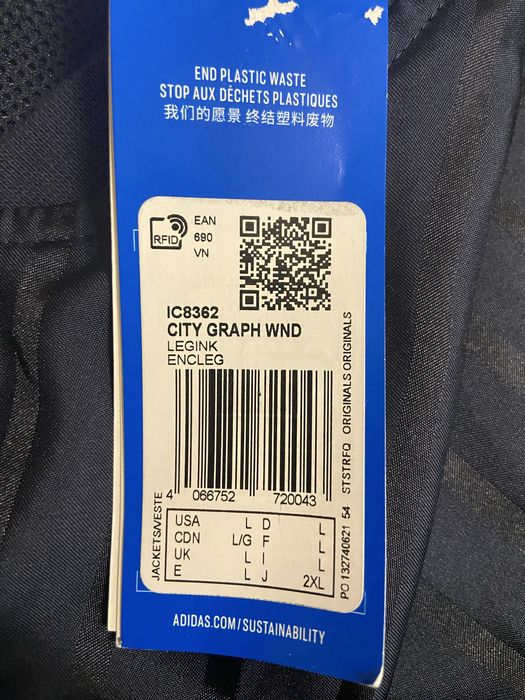 END PLASTIC WASTE
STOP AUX DÉCHETS PLASTIQUES
我们的愿景 终结塑料废物
RFID
EAN
690
VN
IC8362
CITY GRAPH WND
LEGINK
ENCLEG
4 066752 720043
USA L D L
CDN L/G F L
UK L I L
E L J 2XL
JACKETS/VESTE
PO 132740621 54 STSTRFQ ORIGINALS ORIGINALS
ADIDAS.COM/SUSTAINABILITY